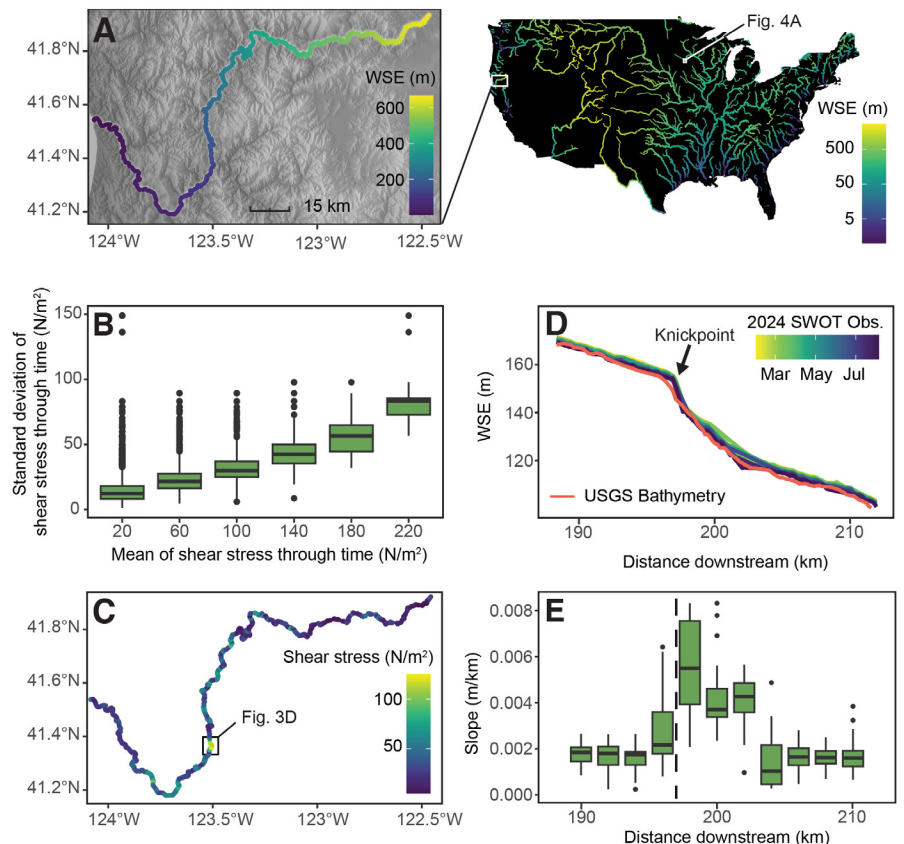 A
41.8°N
41.6°N
41.4°N
41.2°N
WSE (m)
600
400
200
15 km
124°W
123.5°W
123°W
122.5°W
Fig. 4A
WSE (m)
500
50
5
B
Standard deviation of
shear stress through time (N/m²)
150
100
50
0
20
60
100
140
180
220
Mean of shear stress through time (N/m²)
D
Knickpoint
2024 SWOT Obs.
Mar
May
Jul
WSE (m)
160
140
120
USGS Bathymetry
190
200
210
Distance downstream (km)
C
41.8°N
41.6°N
41.4°N
41.2°N
Shear stress (N/m²)
100
50
Fig. 3D
124°W
123.5°W
123°W
122.5°W
E
Slope (m/km)
0.008
0.006
0.004
0.002
0.000
190
200
210
Distance downstream (km)